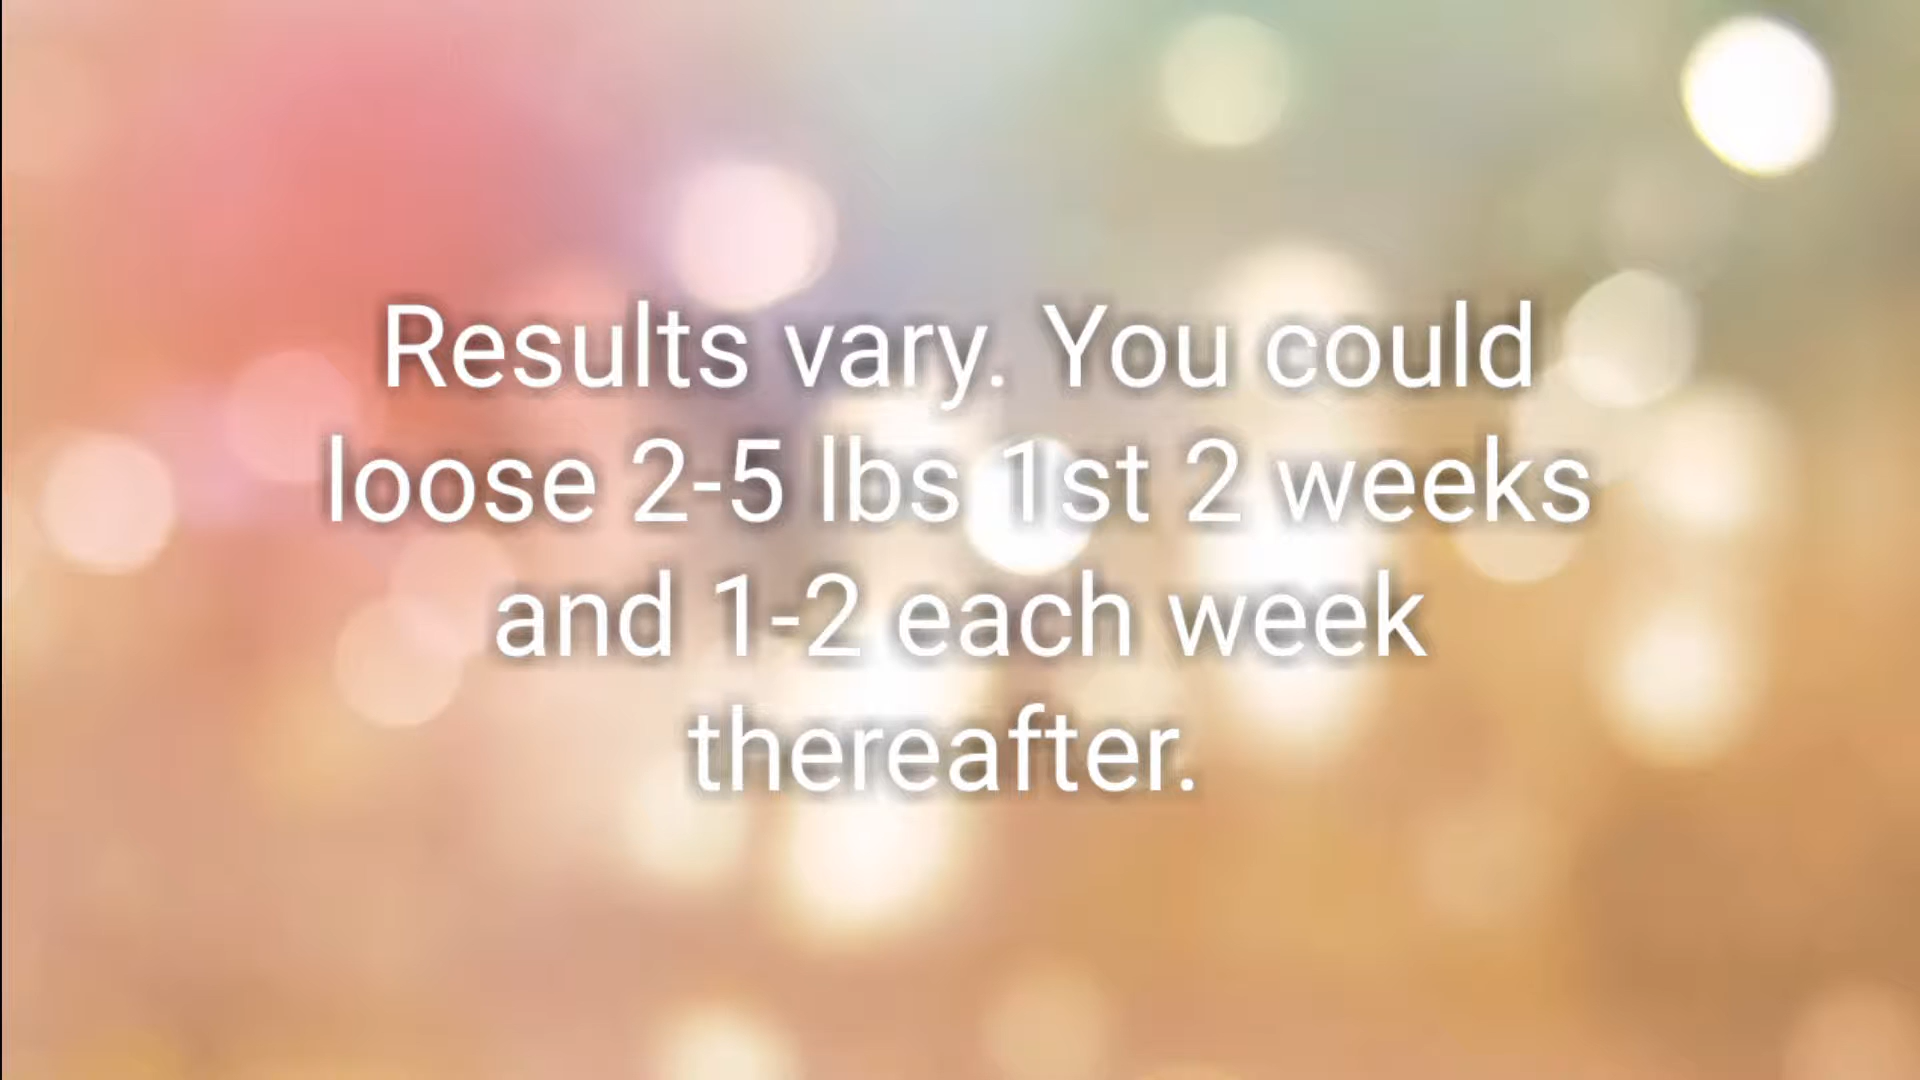 Results vary. You could
loose 2-5 lbs 1st 2 weeks
and 1-2 each week
thereafter.